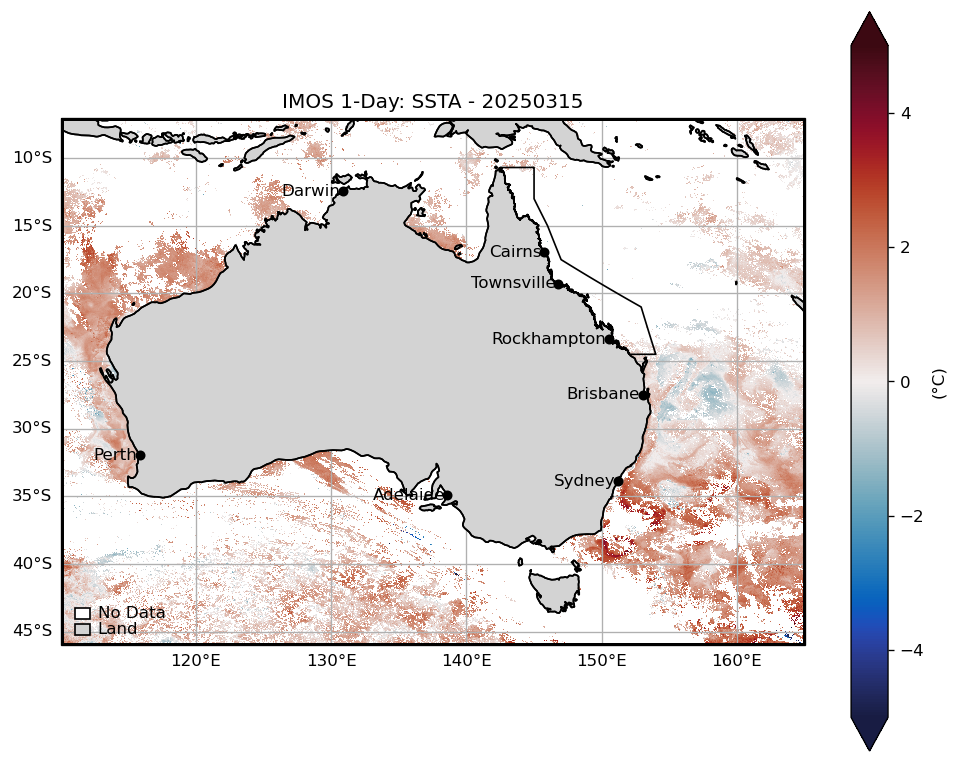 IMOS 1-Day: SSTA - 20250315
10°S
15°S
20°S
25°S
30°S
35°S
40°S
45°S
Darwin
Cairns
Townsville
Rockhampton
Brisbane
Perth
Sydney
Adelaide
No Data
Land
120°E 130°E 140°E 150°E 160°E
4
2
0
−2
−4
(°C)